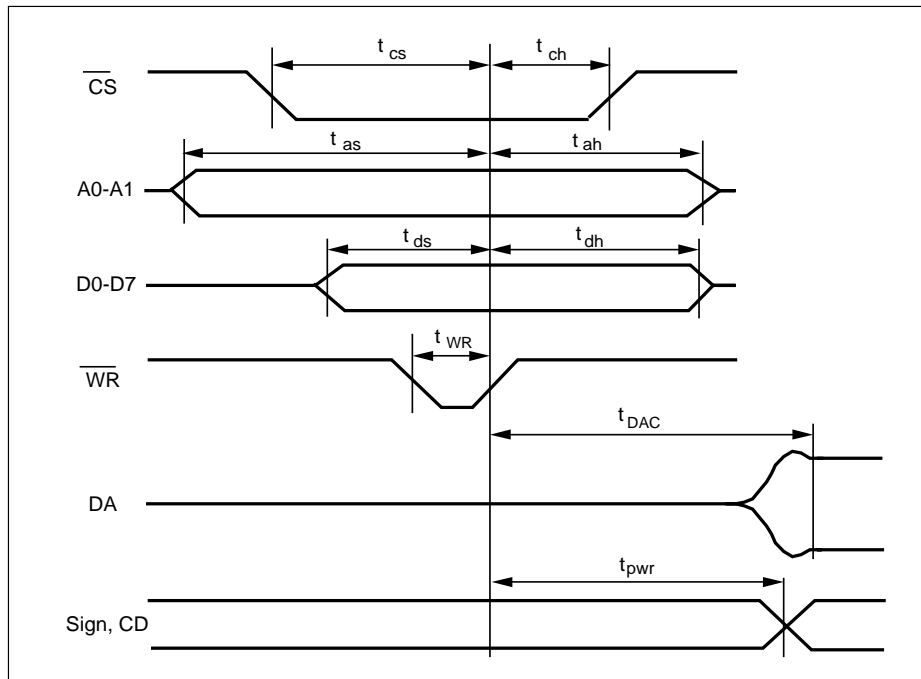 t cs
t ch
CS
t as
t ah
A0-A1
t ds
t dh
D0-D7
t WR
WR
t DAC
DA
t pwr
Sign, CD